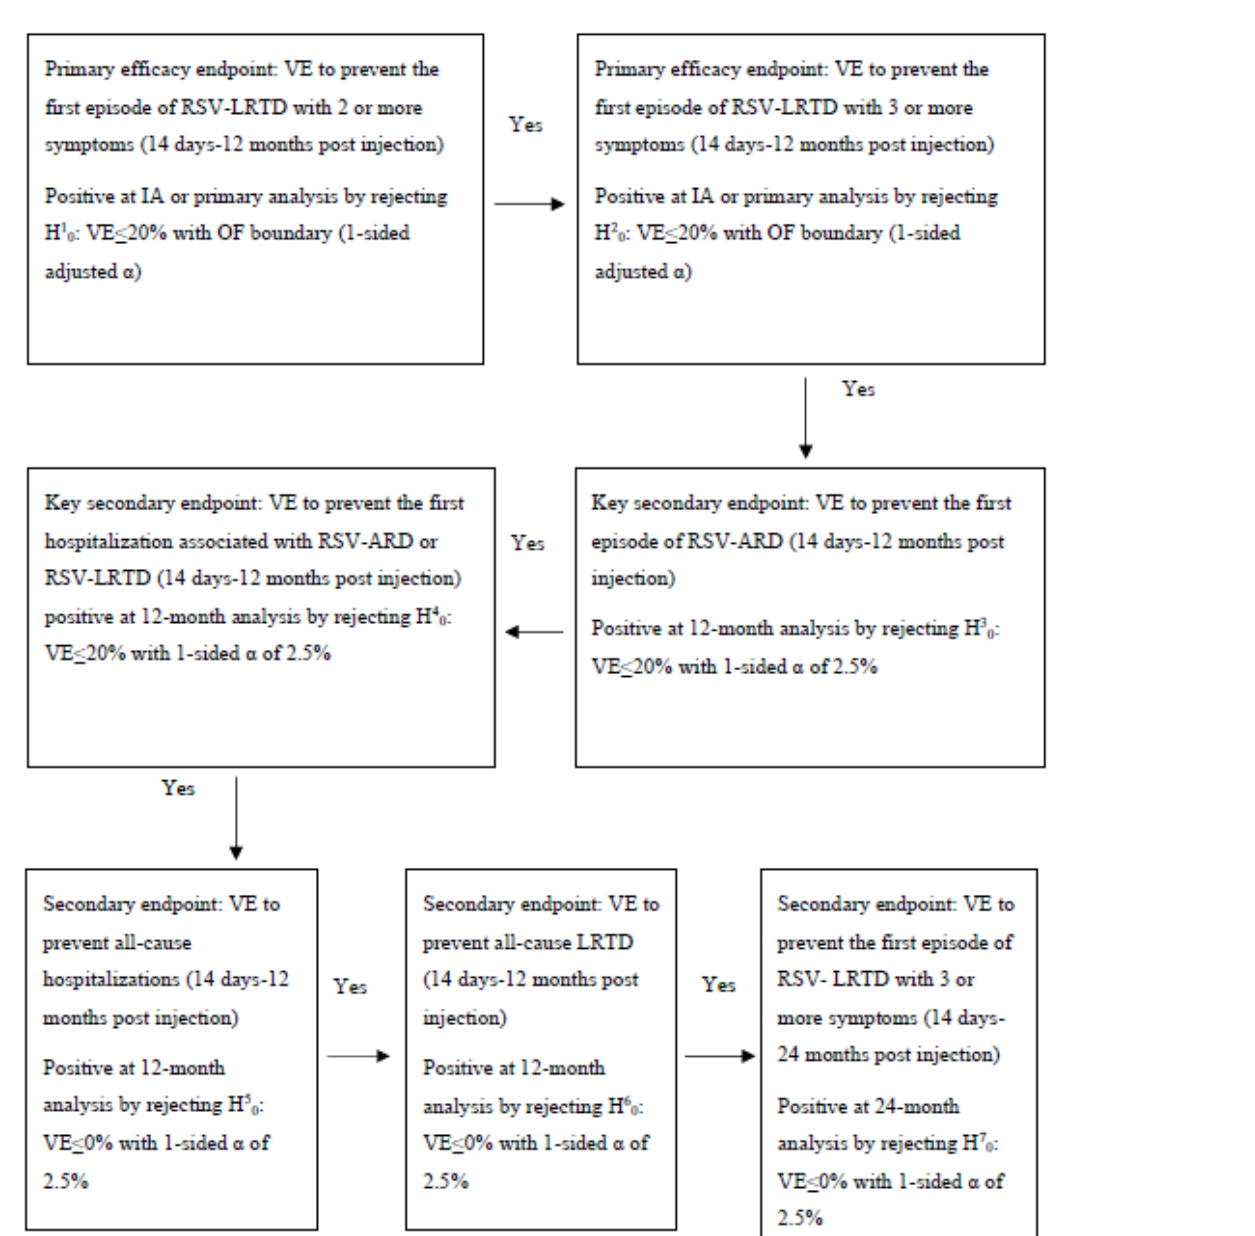 Primary efficacy endpoint: VE to prevent the
first episode of RSV-LRTD with 2 or more
symptoms (14 days-12 months post injection)
Positive at IA or primary analysis by rejecting
H¹₀: VE≤20% with OF boundary (1-sided
adjusted α)
Yes
Primary efficacy endpoint: VE to prevent the
first episode of RSV-LRTD with 3 or more
symptoms (14 days-12 months post injection)
Positive at IA or primary analysis by rejecting
H²₀: VE≤20% with OF boundary (1-sided
adjusted α)
Yes
Key secondary endpoint: VE to prevent the first
episode of RSV-ARD (14 days-12 months post
injection)
Positive at 12-month analysis by rejecting H³₀:
VE≤20% with 1-sided α of 2.5%
Yes
Key secondary endpoint: VE to prevent the first
hospitalization associated with RSV-ARD or
RSV-LRTD (14 days-12 months post injection)
positive at 12-month analysis by rejecting H⁴₀:
VE≤20% with 1-sided α of 2.5%
Yes
Secondary endpoint: VE to
prevent all-cause
hospitalizations (14 days-12
months post injection)
Positive at 12-month
analysis by rejecting H⁵₀:
VE≤0% with 1-sided α of
2.5%
Yes
Secondary endpoint: VE to
prevent all-cause LRTD
(14 days-12 months post
injection)
Positive at 12-month
analysis by rejecting H⁶₀:
VE≤0% with 1-sided α of
2.5%
Yes
Secondary endpoint: VE to
prevent the first episode of
RSV- LRTD with 3 or
more symptoms (14 days-
24 months post injection)
Positive at 24-month
analysis by rejecting H⁷₀:
VE≤0% with 1-sided α of
2.5%